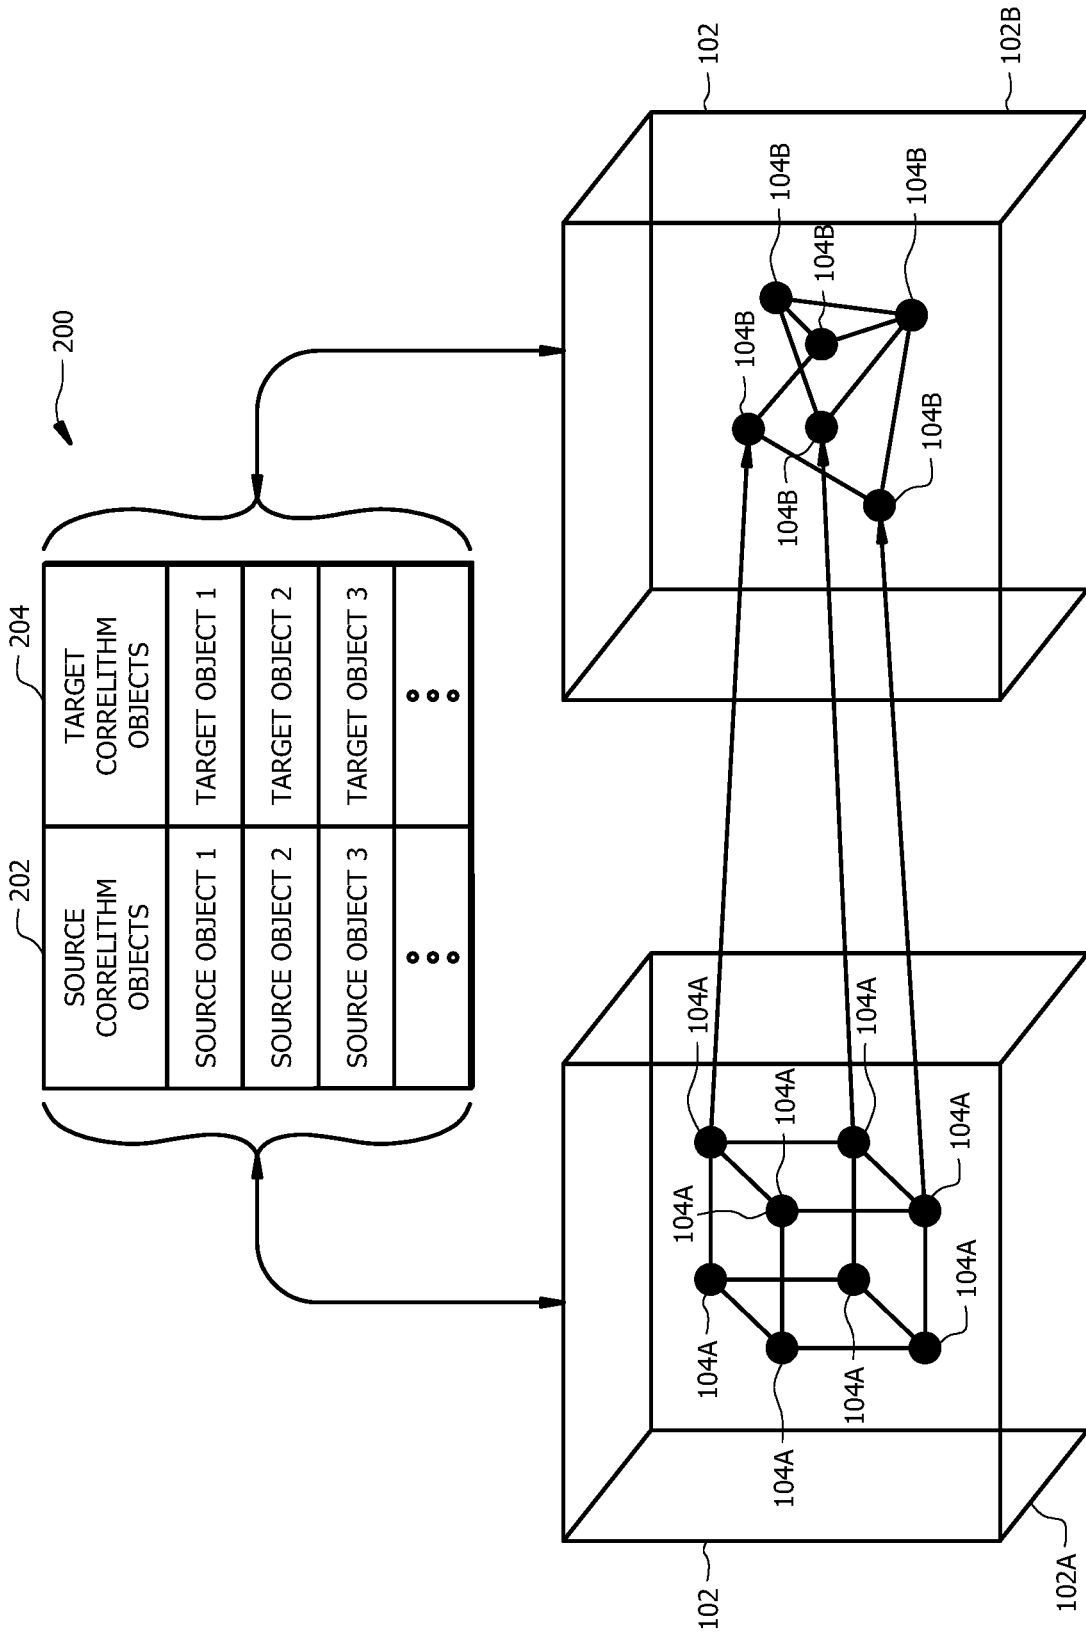 200
202
204
SOURCE
CORRELITHM
OBJECTS
TARGET
CORRELITHM
OBJECTS
SOURCE OBJECT 1
TARGET OBJECT 1
SOURCE OBJECT 2
TARGET OBJECT 2
SOURCE OBJECT 3
TARGET OBJECT 3
102
104A
104A
104A
104A
104A
104A
104A
104A
104A
102A
102
104B
104B
104B
104B
104B
104B
102B